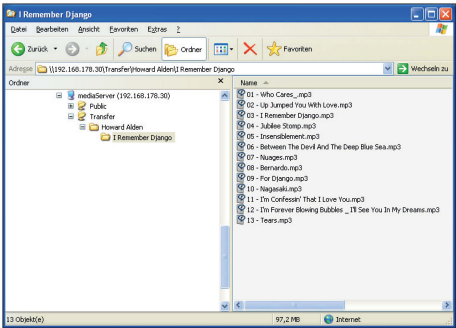 I Remember Django
Datei Bearbeiten Ansicht Favoriten Extras ?
Zurück Suchen Ordner Favoriten
Adresse \\192.168.178.30\Transfer\Howard Alden\I Remember Django Wechseln zu
Ordner x
Name
mediaServer (192.168.178.30)
Public
Transfer
Howard Alden
I Remember Django
01 - Who Cares_.mp3
02 - Up Jumped You With Love.mp3
03 - I Remember Django.mp3
04 - Jubilee Stomp.mp3
05 - Insensiblement.mp3
06 - Between The Devil And The Deep Blue Sea.mp3
07 - Nuages.mp3
08 - Bernardo.mp3
09 - For Django.mp3
10 - Nagasaki.mp3
11 - I'm Confessin' That I Love You.mp3
12 - I'm Forever Blowing Bubbles _ I'll See You In My Dreams.mp3
13 - Tears.mp3
13 Objekt(e) 97,2 MB Internet